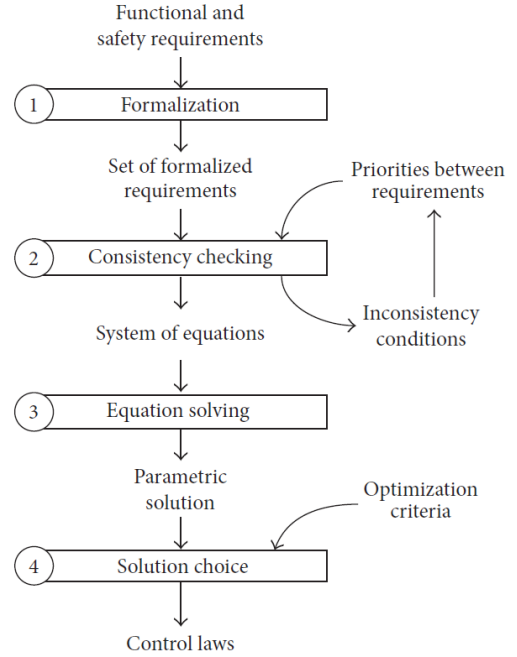 Functional and
safety requirements
1
Formalization
Set of formalized
requirements
Priorities between
requirements
2
Consistency checking
Inconsistency
conditions
System of equations
3
Equation solving
Parametric
solution
Optimization
criteria
4
Solution choice
Control laws